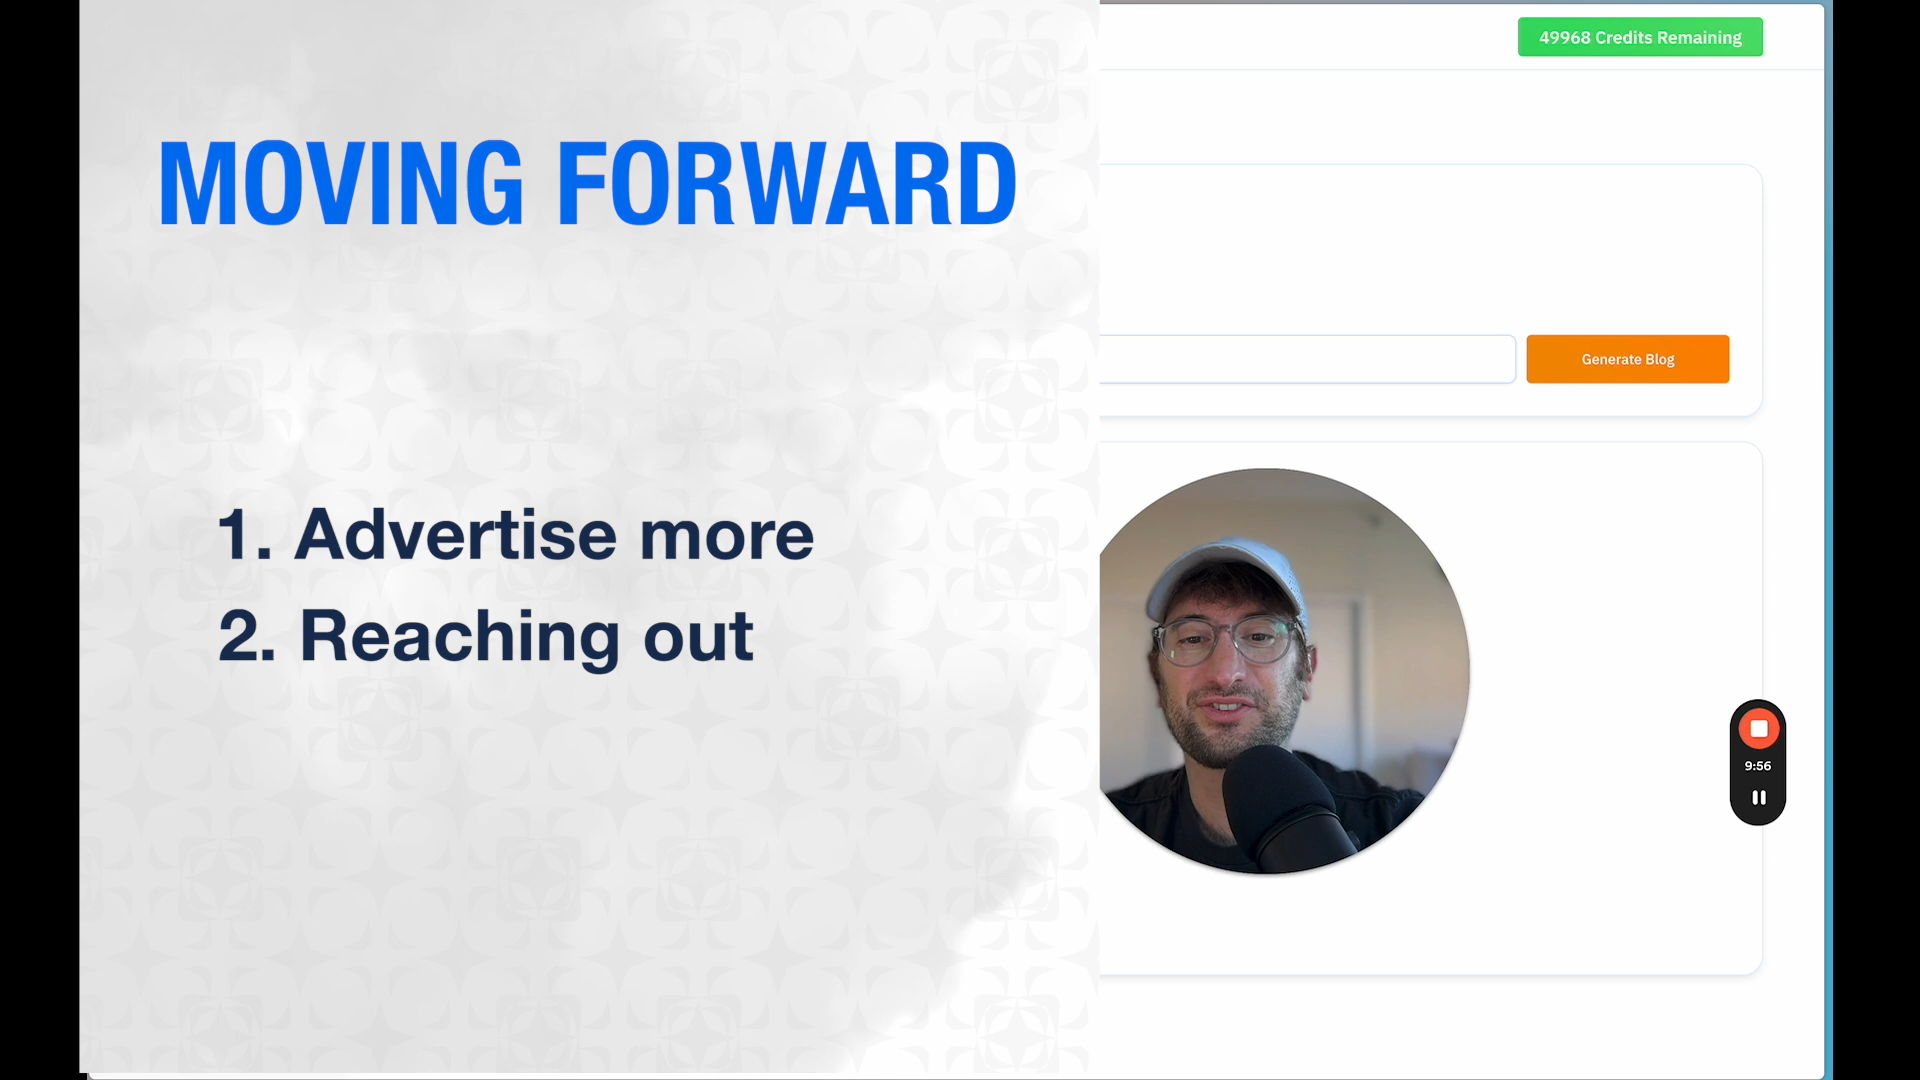 MOVING FORWARD
1. Advertise more
2. Reaching out
49968 Credits Remaining
Generate Blog
9:56